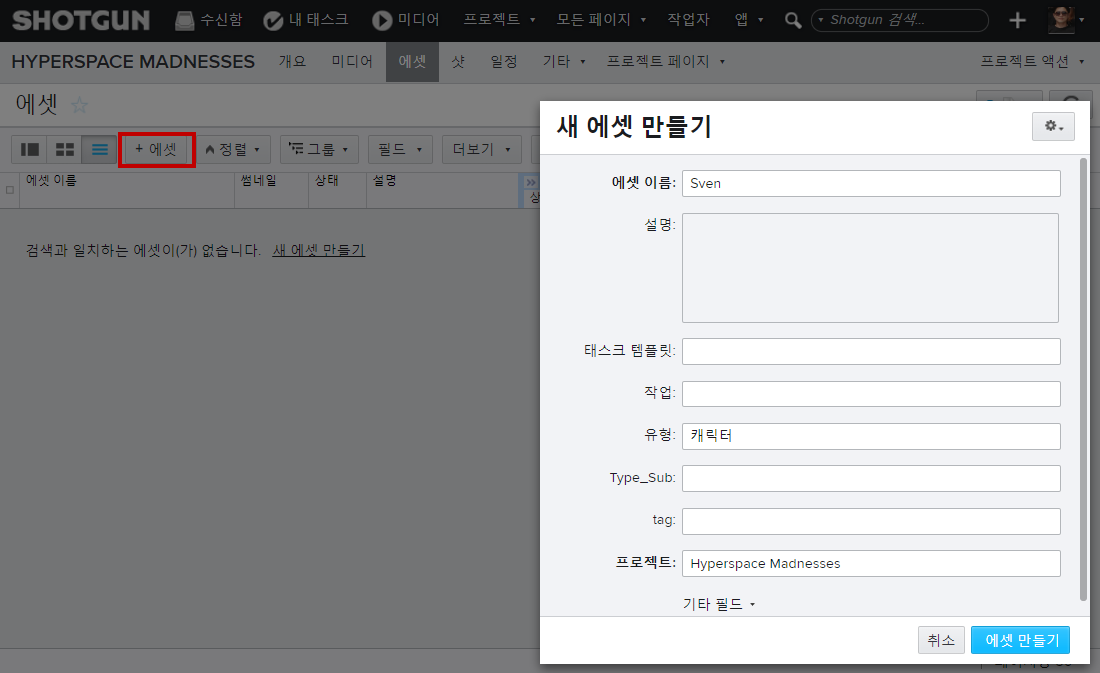 SHOTGUN 수신함 내 태스크 미디어 프로젝트 모든 페이지 작업자 앱 Shotgun 검색...
HYPERSPACE MADNESSES 개요 미디어 에셋 샷 일정 기타 프로젝트 페이지 프로젝트 액션
에셋
+ 에셋 정렬 그룹 필드 더보기
에셋 이름 썸네일 상태 설명
검색과 일치하는 에셋이(가) 없습니다. 새 에셋 만들기
새 에셋 만들기
에셋 이름: Sven
설명:
태스크 템플릿:
작업:
유형: 캐릭터
Type_Sub:
tag:
프로젝트: Hyperspace Madnesses
기타 필드
취소 에셋 만들기